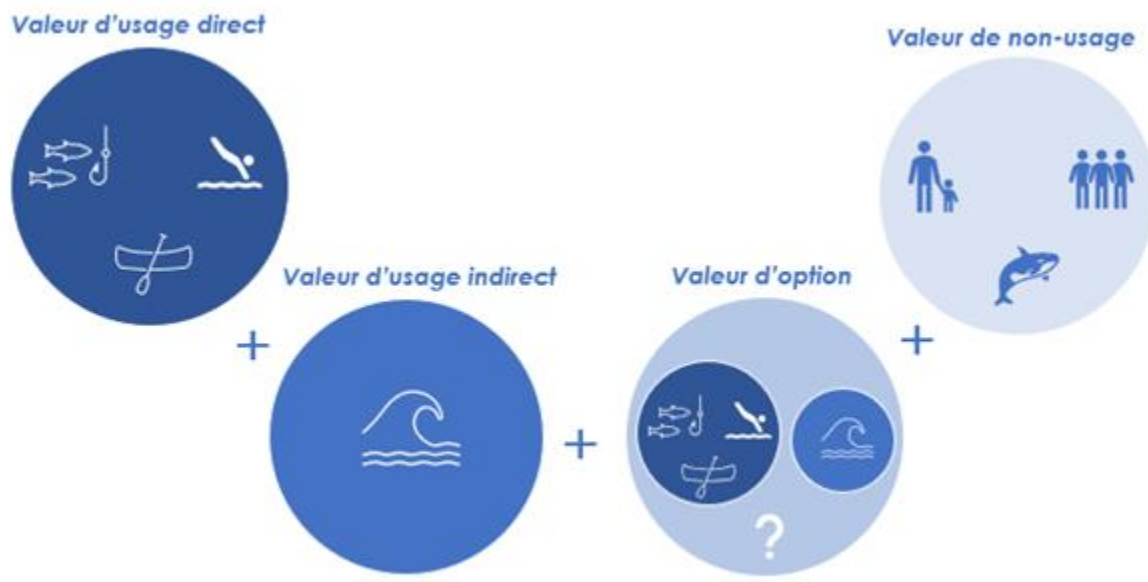 Valeur d'usage direct
Valeur de non-usage
Valeur d'usage indirect
Valeur d'option
+
+
+
?